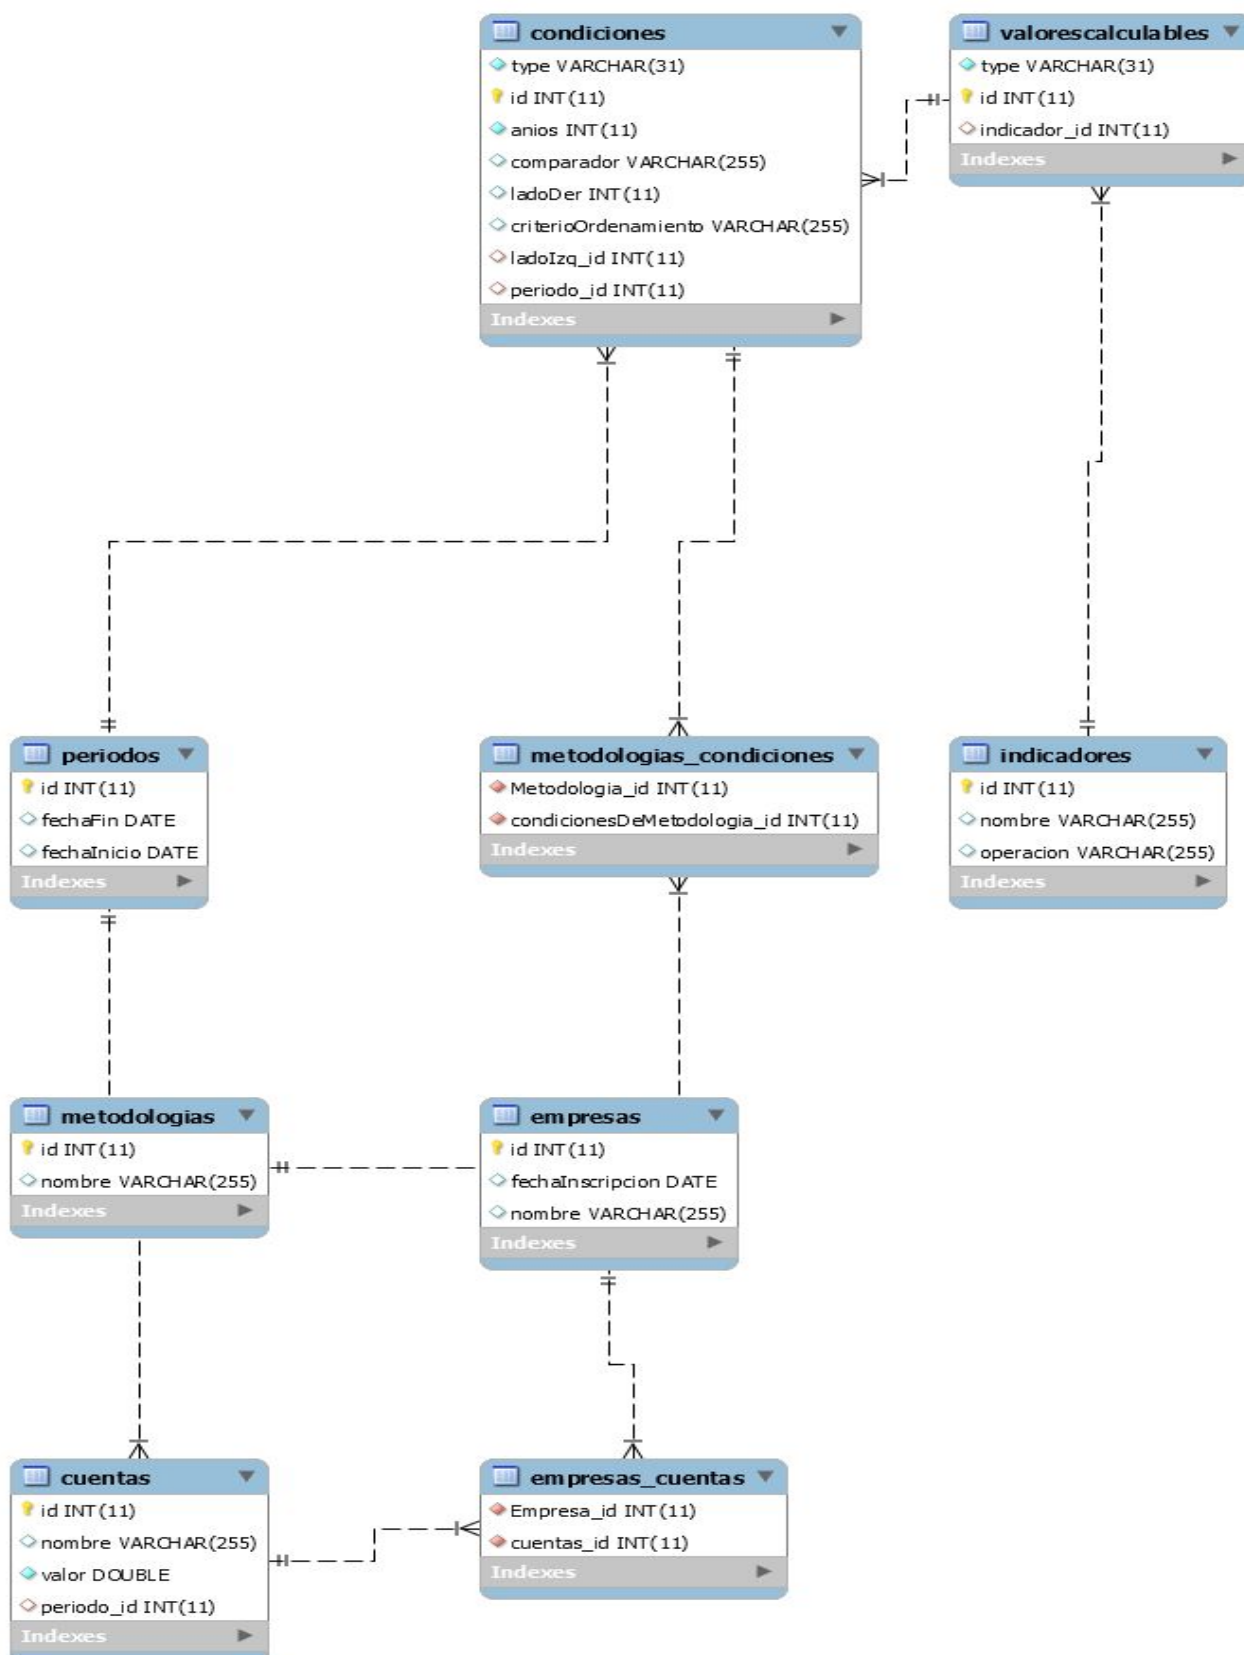 condiciones
type VARCHAR(31)
id INT(11)
anios INT(11)
comparador VARCHAR(255)
ladoDer INT(11)
criterioOrdenamiento VARCHAR(255)
ladoIzq_id INT(11)
periodo_id INT(11)
Indexes
valorescalculables
type VARCHAR(31)
id INT(11)
indicador_id INT(11)
Indexes
periodos
id INT(11)
fechaFin DATE
fechaInicio DATE
Indexes
metodologias_condiciones
Metodologia_id INT(11)
condicionesDeMetodologia_id INT(11)
Indexes
indicadores
id INT(11)
nombre VARCHAR(255)
operacion VARCHAR(255)
Indexes
metodologias
id INT(11)
nombre VARCHAR(255)
Indexes
empresas
id INT(11)
fechaInscripcion DATE
nombre VARCHAR(255)
Indexes
cuentas
id INT(11)
nombre VARCHAR(255)
valor DOUBLE
periodo_id INT(11)
Indexes
empresas_cuentas
Empresa_id INT(11)
cuentas_id INT(11)
Indexes